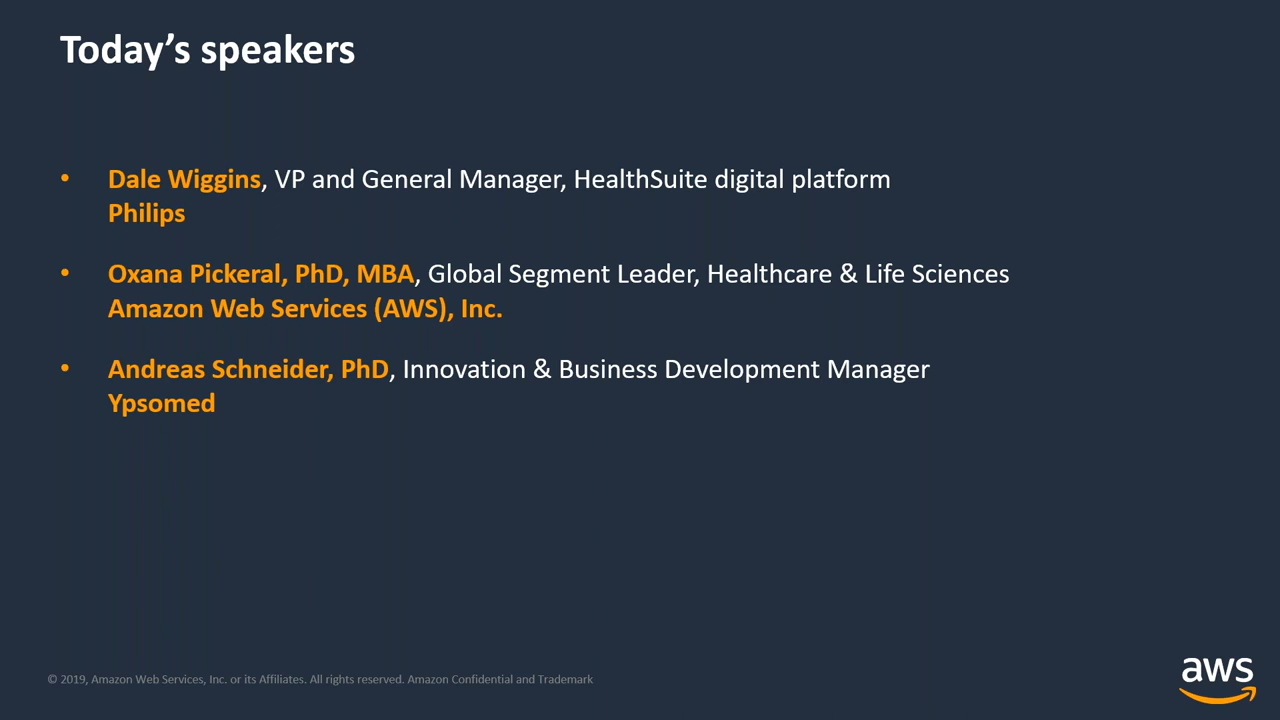 Today’s speakers
• Dale Wiggins, VP and General Manager, HealthSuite digital platform
Philips
• Oxana Pickeral, PhD, MBA, Global Segment Leader, Healthcare & Life Sciences
Amazon Web Services (AWS), Inc.
• Andreas Schneider, PhD, Innovation & Business Development Manager
Ypsomed
© 2019, Amazon Web Services, Inc. or its Affiliates. All rights reserved. Amazon Confidential and Trademark
aws